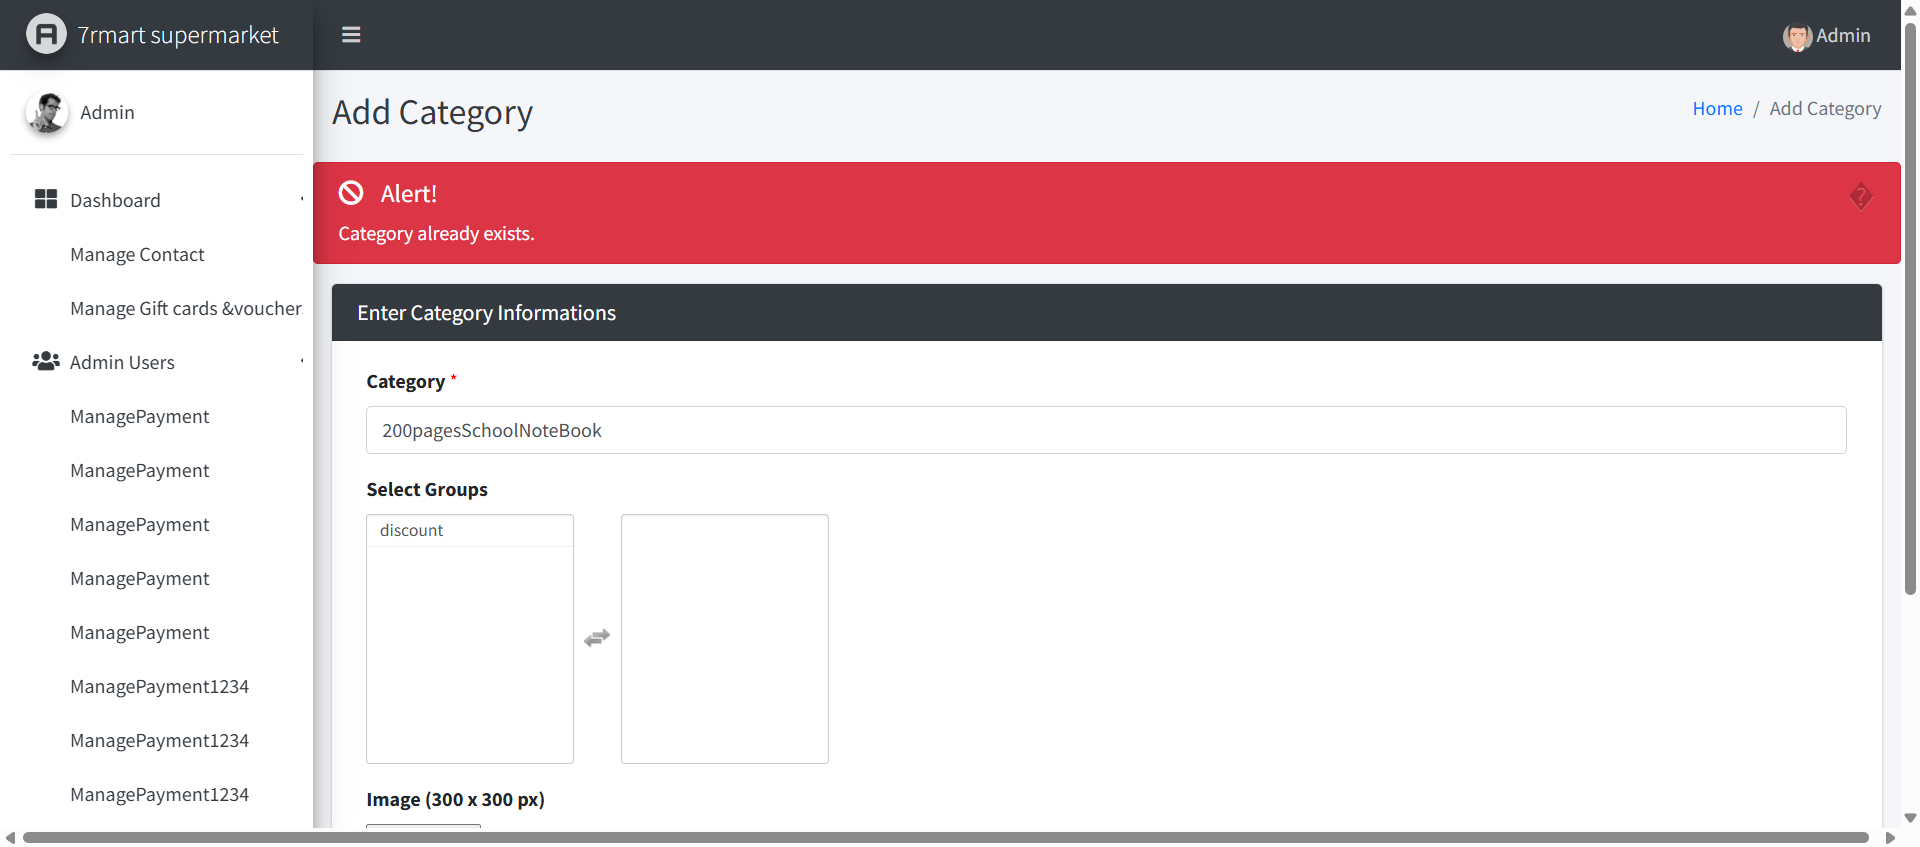 7rmart supermarket
Admin
Admin
Add Category
Home / Add Category
Alert!
Category already exists.
Dashboard
Manage Contact
Manage Gift cards &voucher
Admin Users
ManagePayment
ManagePayment
ManagePayment
ManagePayment
ManagePayment
ManagePayment1234
ManagePayment1234
ManagePayment1234
Enter Category Informations
Category *
200pagesSchoolNoteBook
Select Groups
discount
Image (300 x 300 px)